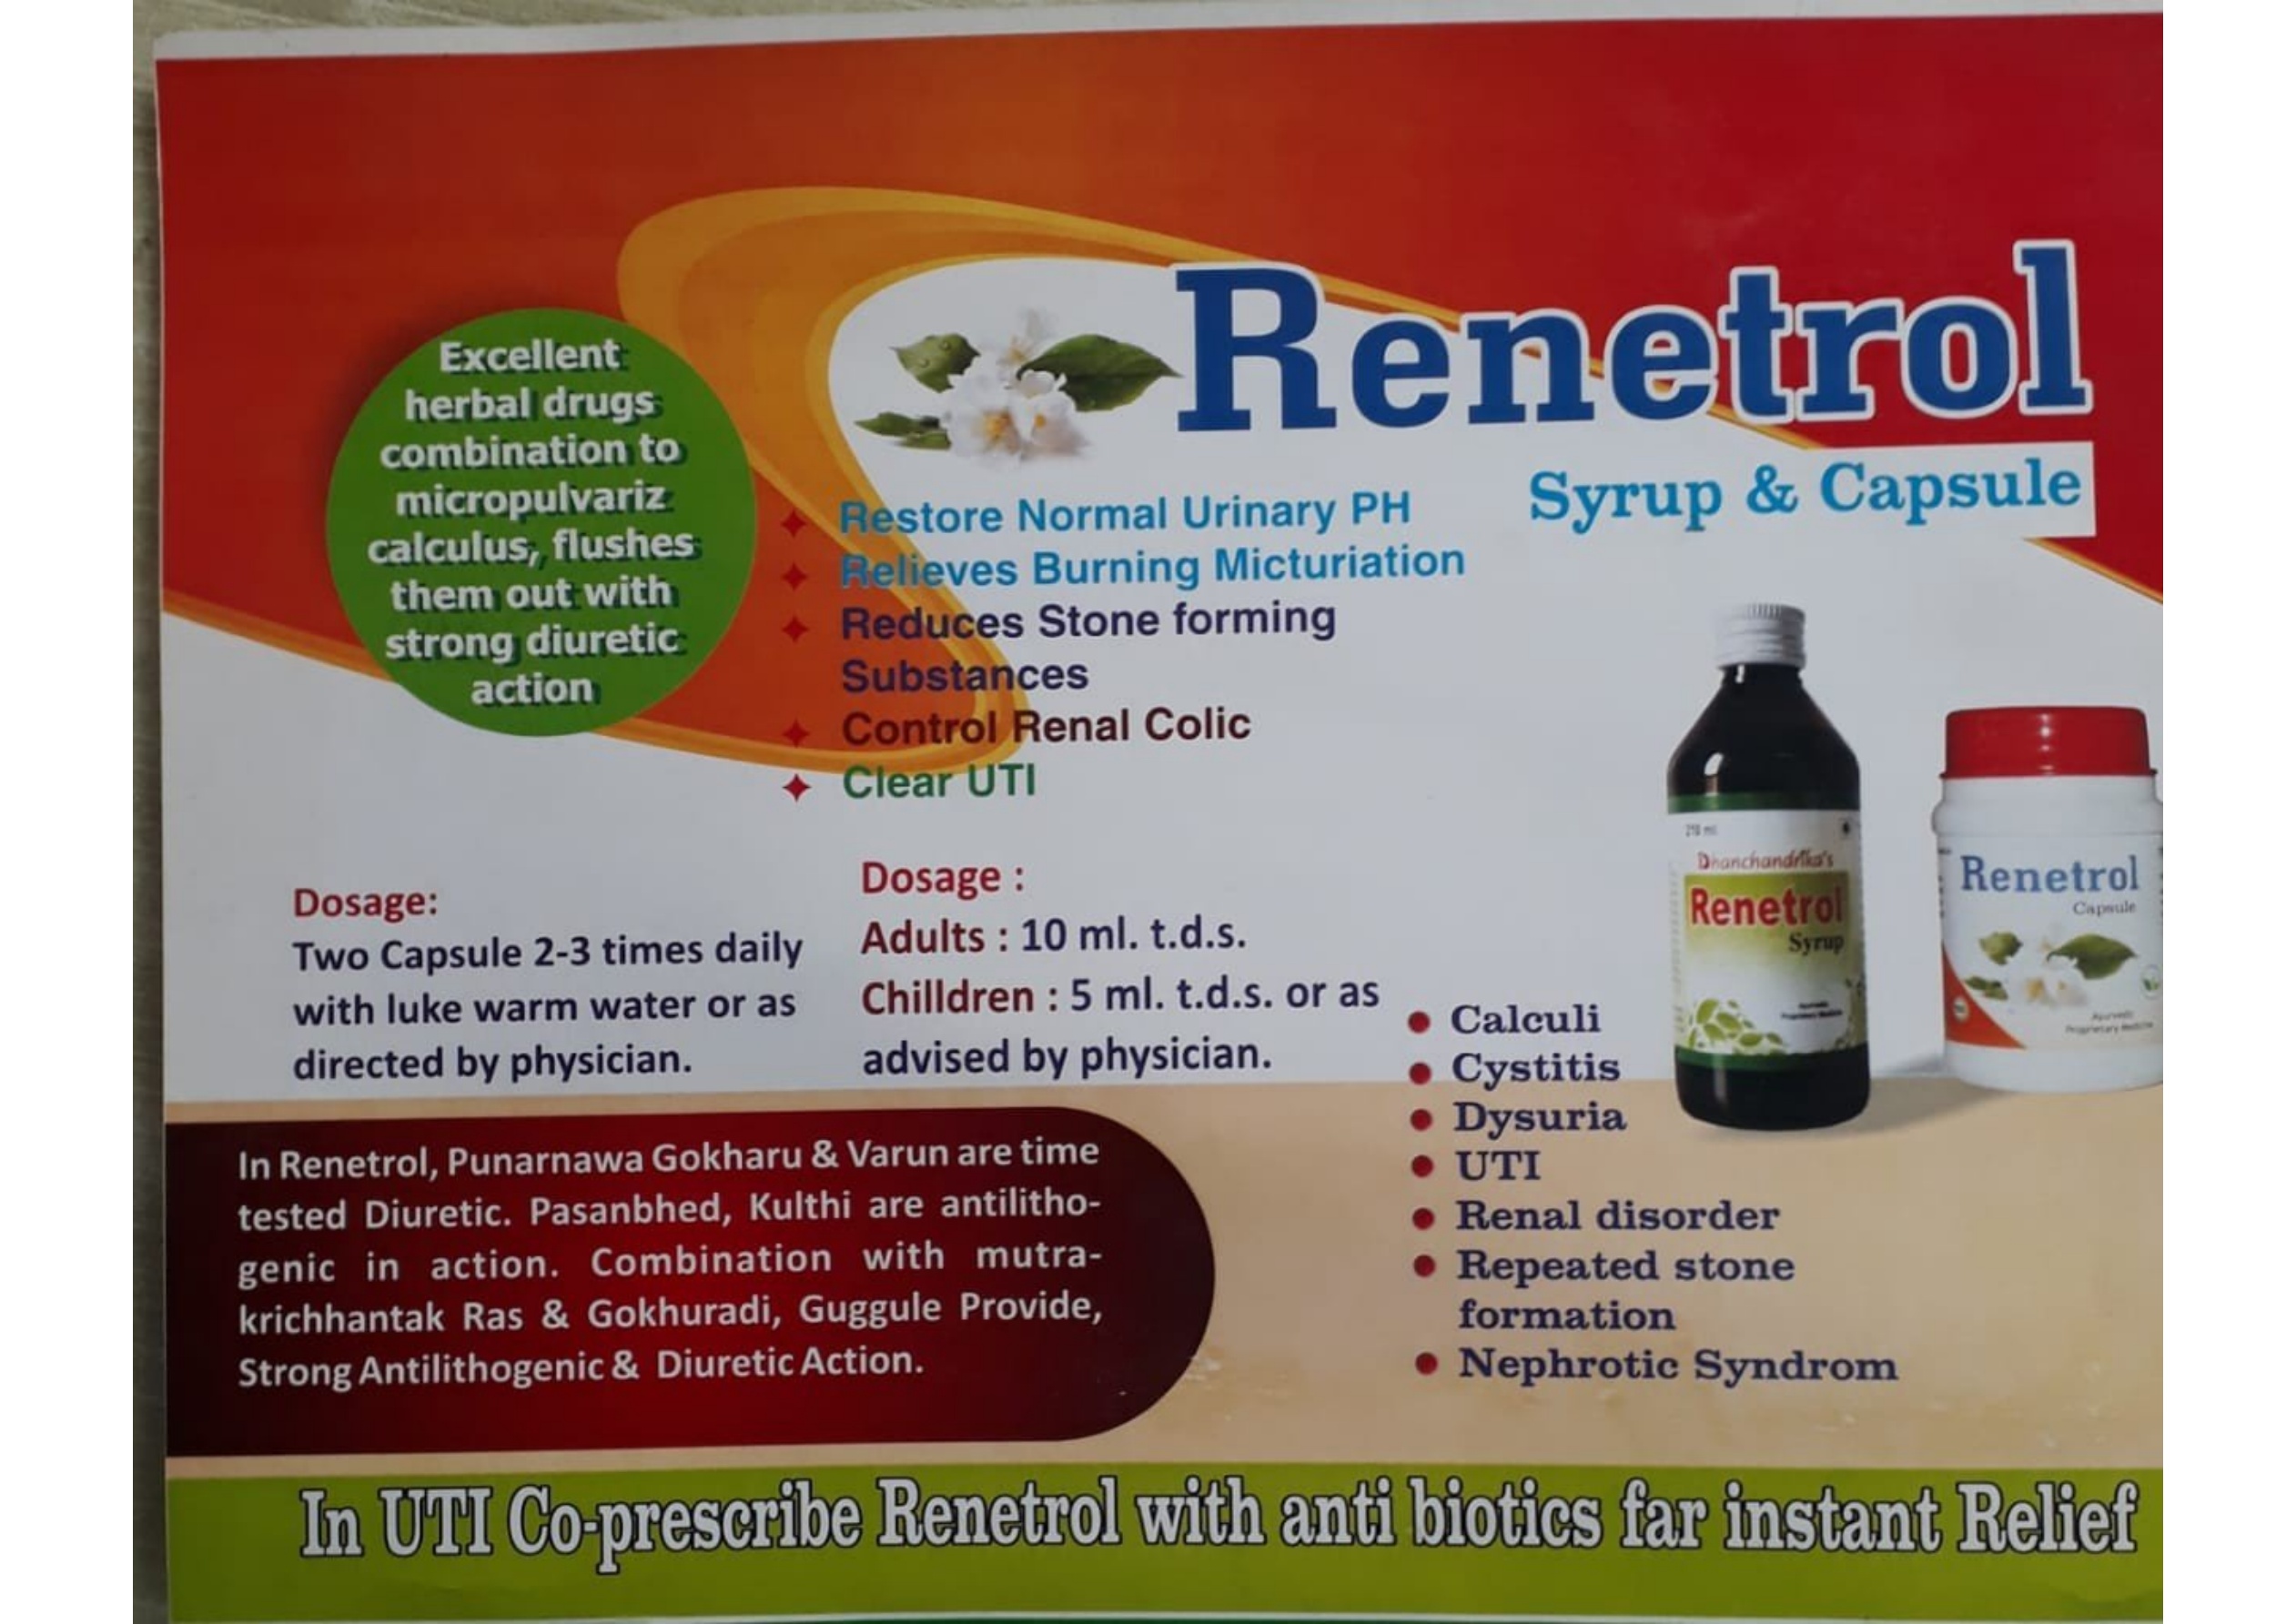 Renetrol
Syrup & Capsule
Excellent
herbal drugs
combination to
micropulvariz
calculus, flushes
them out with
strong diuretic
action
Restore Normal Urinary PH
Relieves Burning Micturiation
Reduces Stone forming
Substances
Control Renal Colic
Clear UTI
Dosage:
Two Capsule 2-3 times daily
with luke warm water or as
directed by physician.
Dosage :
Adults : 10 ml. t.d.s.
Chilldren : 5 ml. t.d.s. or as
advised by physician.
Dhanchandrika's
Renetrol
Syrup
Renetrol
Capsule
Calculi
Cystitis
Dysuria
UTI
Renal disorder
Repeated stone
formation
Nephrotic Syndrom
In Renetrol, Punarnawa Gokharu & Varun are time
tested Diuretic. Pasanbhed, Kulthi are antilitho-
genic in action. Combination with mutra-
krichhantak Ras & Gokhuradi, Guggule Provide,
Strong Antilithogenic & Diuretic Action.
In UTI Co-prescribe Renetrol with anti biotics far instant Relief